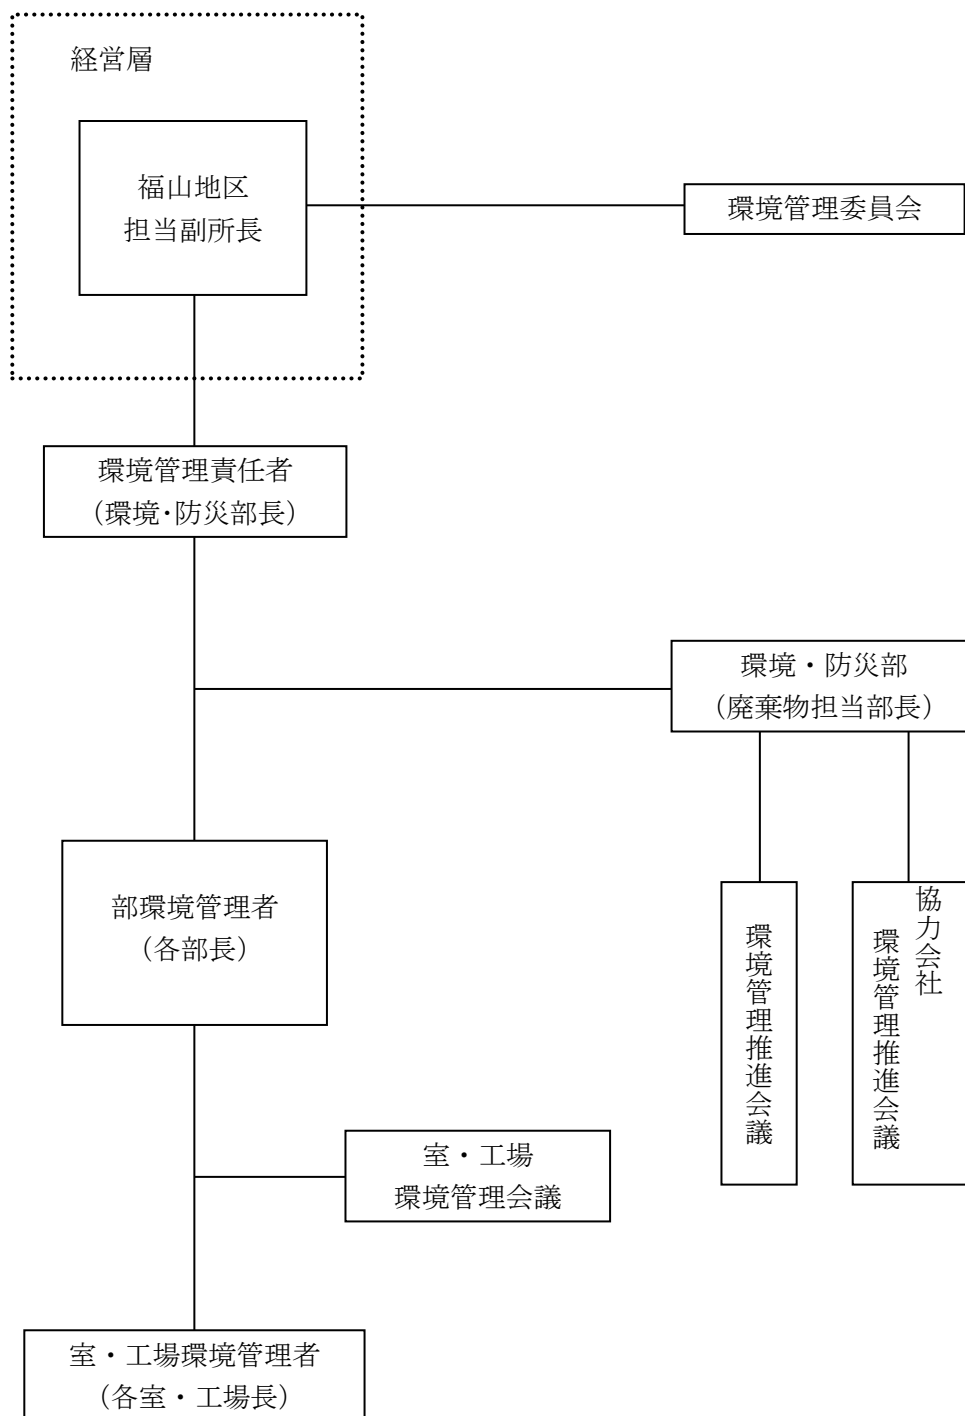 経営層
福山地区
担当副所長
環境管理委員会
環境管理責任者
（環境・防災部長）
環境・防災部
（廃棄物担当部長）
部環境管理者
（各部長）
環境管理推進会議
協力会社
環境管理推進会議
室・工場
環境管理会議
室・工場環境管理者
（各室・工場長）